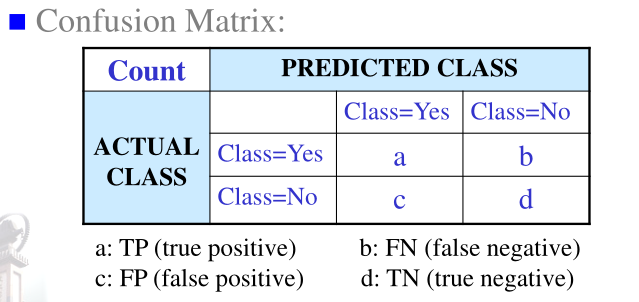 Confusion Matrix:
Count PREDICTED CLASS
Class=Yes Class=No
ACTUAL CLASS
Class=Yes a b
Class=No c d
a: TP (true positive) b: FN (false negative)
c: FP (false positive) d: TN (true negative)